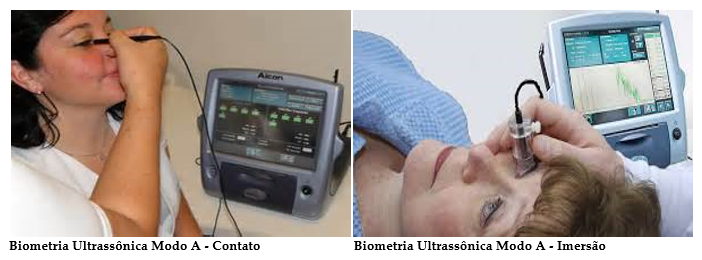 Alcon
Biometria Ultrassônica Modo A - Contato
Biometria Ultrassônica Modo A - Imersão